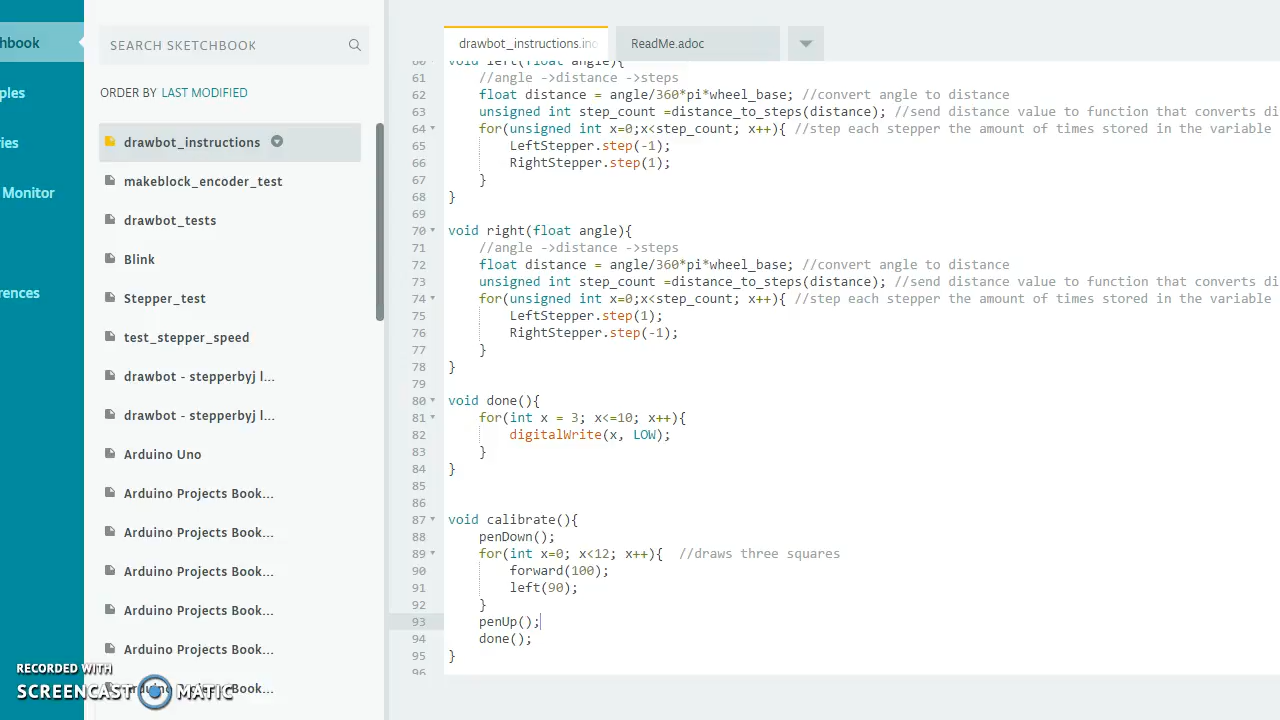 hbook
ples
ies
Monitor
rences
SEARCH SKETCHBOOK
ORDER BY LAST MODIFIED
drawbot_instructions
makeblock_encoder_test
drawbot_tests
Blink
Stepper_test
test_stepper_speed
drawbot - stepperbyj l...
drawbot - stepperbyj l...
Arduino Uno
Arduino Projects Book...
Arduino Projects Book...
Arduino Projects Book...
Arduino Projects Book...
Arduino Projects Book...
Book...
RECORDED WITH
SCREENCAST MATIC
drawbot_instructions.ino
ReadMe.adoc
60 void left(float angle){
61 //angle ->distance ->steps
62 float distance = angle/360*pi*wheel_base; //convert angle to distance
63 unsigned int step_count =distance_to_steps(distance); //send distance value to function that converts di
64 for(unsigned int x=0;x<step_count; x++){ //step each stepper the amount of times stored in the variable
65 LeftStepper.step(-1);
66 RightStepper.step(1);
67 }
68 }
69
70 void right(float angle){
71 //angle ->distance ->steps
72 float distance = angle/360*pi*wheel_base; //convert angle to distance
73 unsigned int step_count =distance_to_steps(distance); //send distance value to function that converts di
74 for(unsigned int x=0;x<step_count; x++){ //step each stepper the amount of times stored in the variable
75 LeftStepper.step(1);
76 RightStepper.step(-1);
77 }
78 }
79
80 void done(){
81 for(int x = 3; x<=10; x++){
82 digitalWrite(x, LOW);
83 }
84 }
85
86
87 void calibrate(){
88 penDown();
89 for(int x=0; x<12; x++){ //draws three squares
90 forward(100);
91 left(90);
92 }
93 penUp();
94 done();
95 }
96